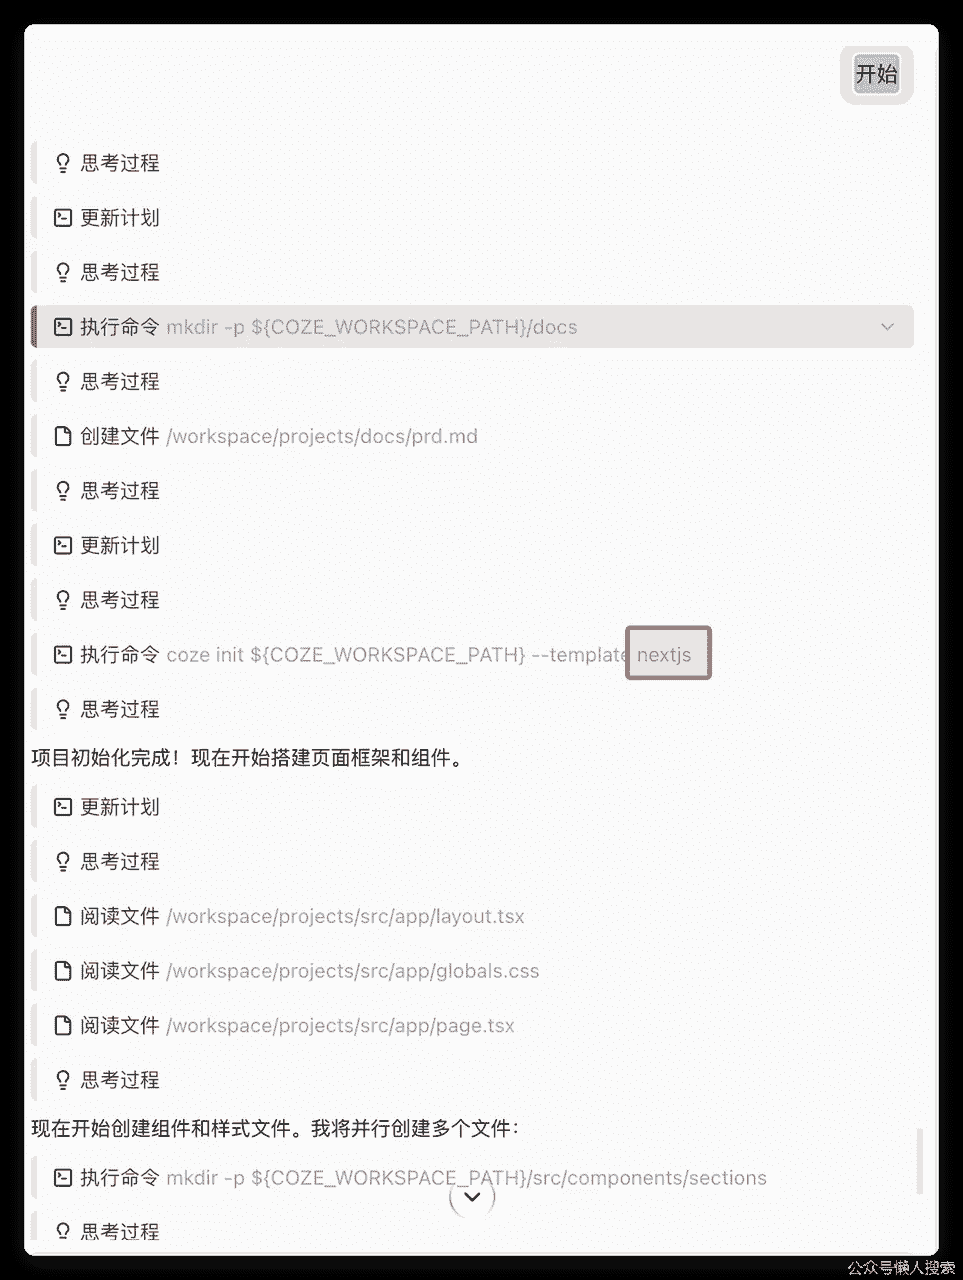 开始
思考过程
更新计划
思考过程
执行命令 mkdir -p ${COZE_WORKSPACE_PATH}/docs
思考过程
创建文件 /workspace/projects/docs/prd.md
思考过程
更新计划
思考过程
执行命令 coze init ${COZE_WORKSPACE_PATH} --template nextjs
思考过程
项目初始化完成！现在开始搭建页面框架和组件。
更新计划
思考过程
阅读文件 /workspace/projects/src/app/layout.tsx
阅读文件 /workspace/projects/src/app/globals.css
阅读文件 /workspace/projects/src/app/page.tsx
思考过程
现在开始创建组件和样式文件。我将并行创建多个文件：
执行命令 mkdir -p ${COZE_WORKSPACE_PATH}/src/components/sections
思考过程
公众号懒人搜索